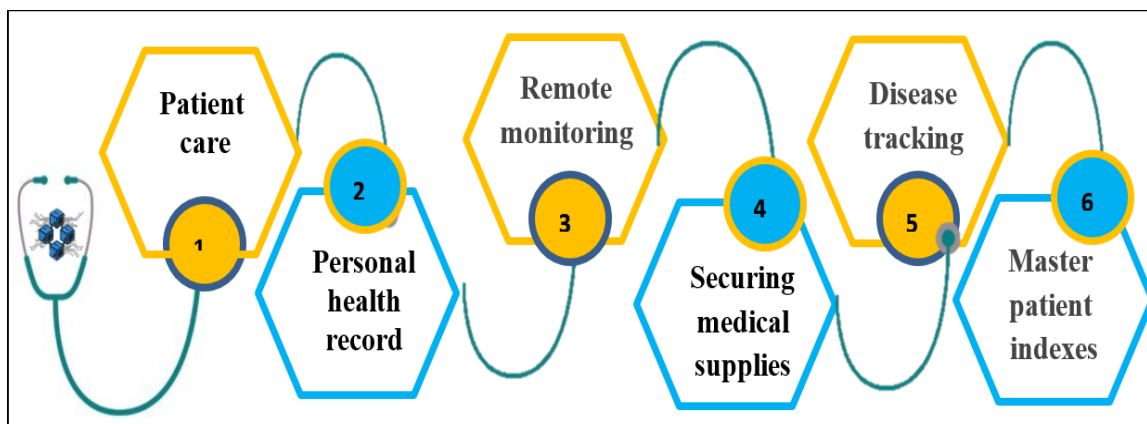 Patient
care
1
2
Personal
health
record
Remote
monitoring
3
4
Securing
medical
supplies
Disease
tracking
5
6
Master
patient
indexes